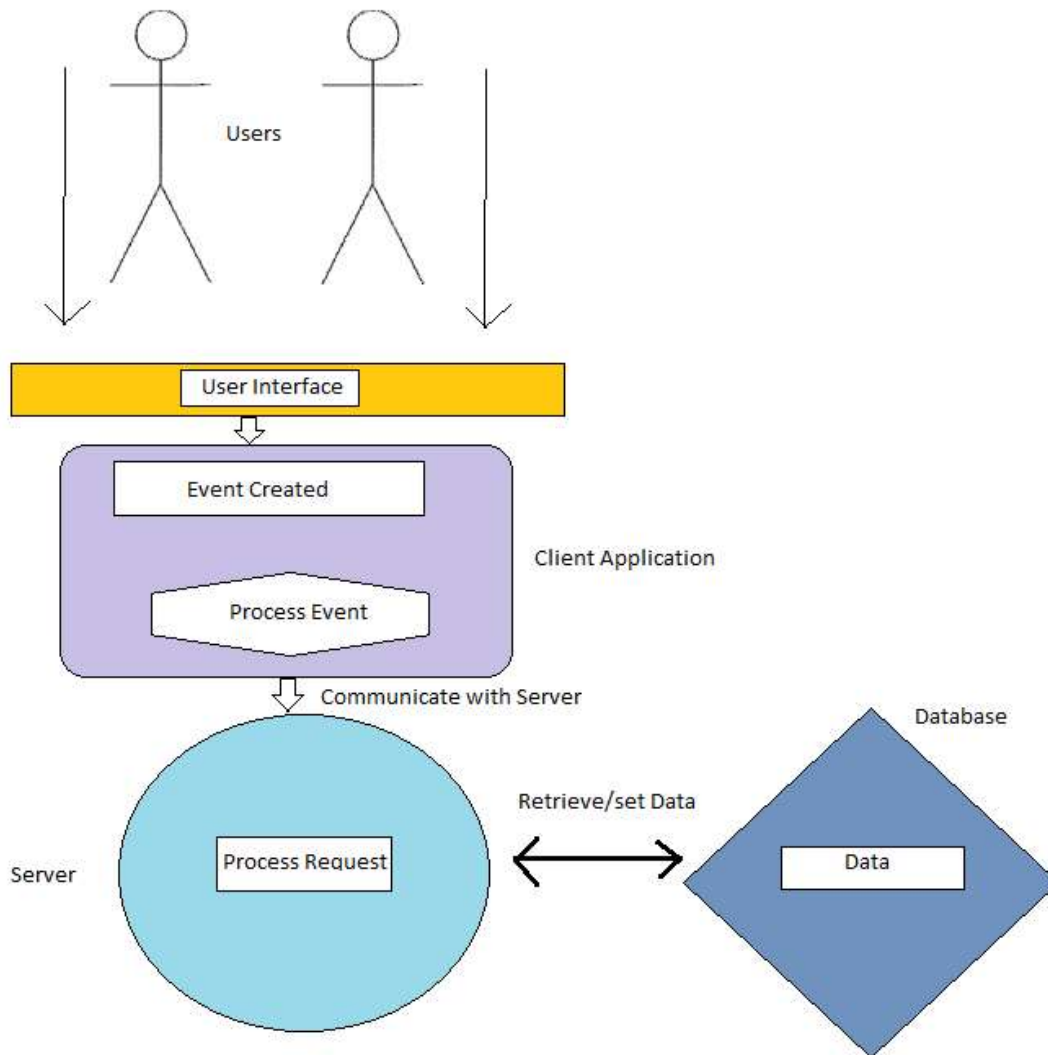 Users
User Interface
Event Created
Client Application
Process Event
Communicate with Server
Database
Retrieve/set Data
Server
Process Request
Data